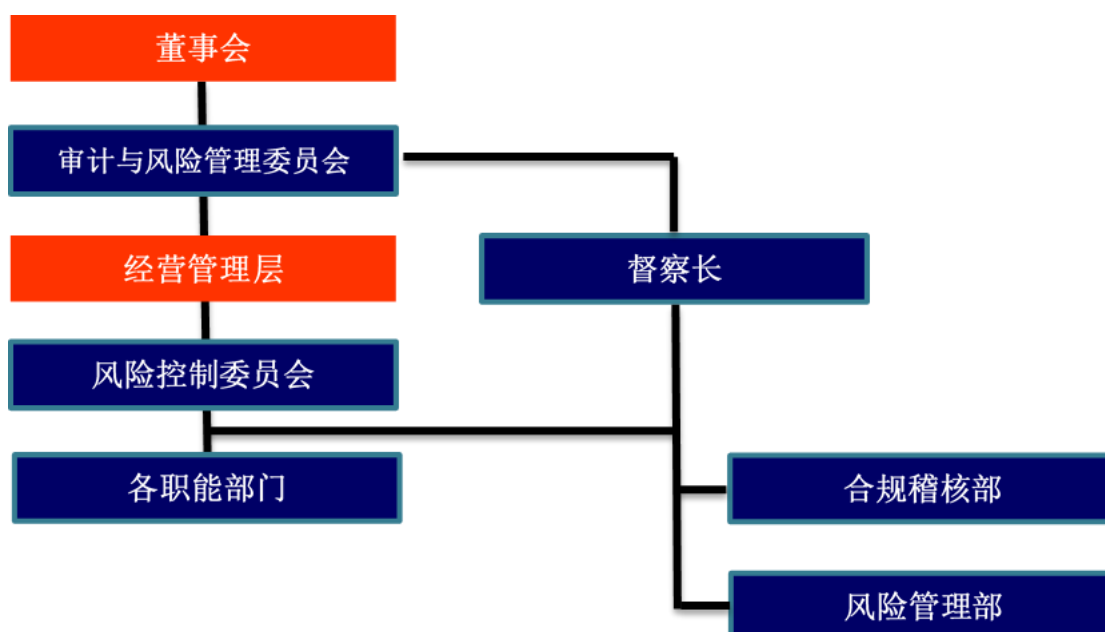 董事会
审计与风险管理委员会
经营管理层
督察长
风险控制委员会
各职能部门
合规稽核部
风险管理部